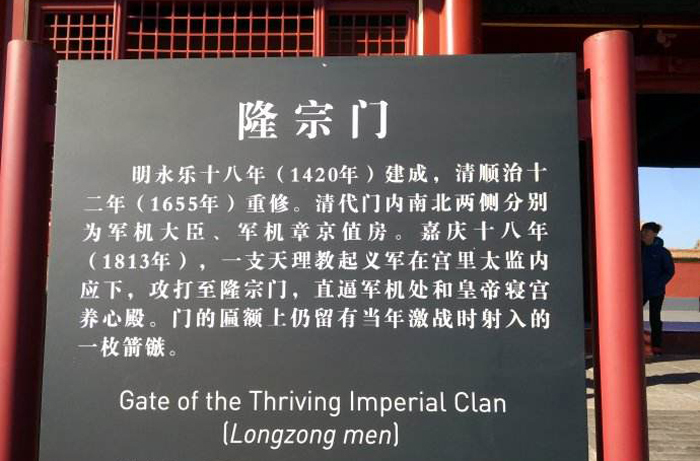 隆宗门
明永乐十八年（1420年）建成，清顺治十
二年（1655年）重修。清代门内南北两侧分别
为军机大臣、军机章京值房。嘉庆十八年
（1813年），一支天理教起义军在宫里太监内
应下，攻打至隆宗门，直逼军机处和皇帝寝宫
养心殿。门的匾额上仍留有当年激战时射入的
一枚箭镞。
Gate of the Thriving Imperial Clan
(Longzong men)